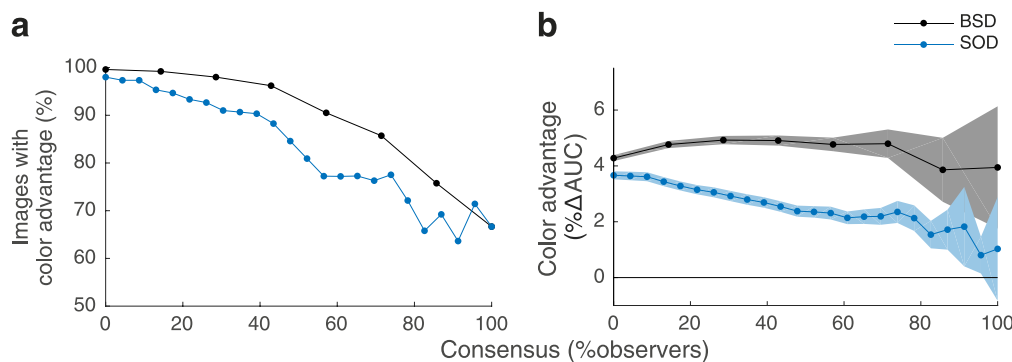 a
Images with
color advantage (%)
100
90
80
70
60
50
0 20 40 60 80 100
b
BSD
SOD
Color advantage
(%ΔAUC)
6
4
2
0
0 20 40 60 80 100
Consensus (%observers)